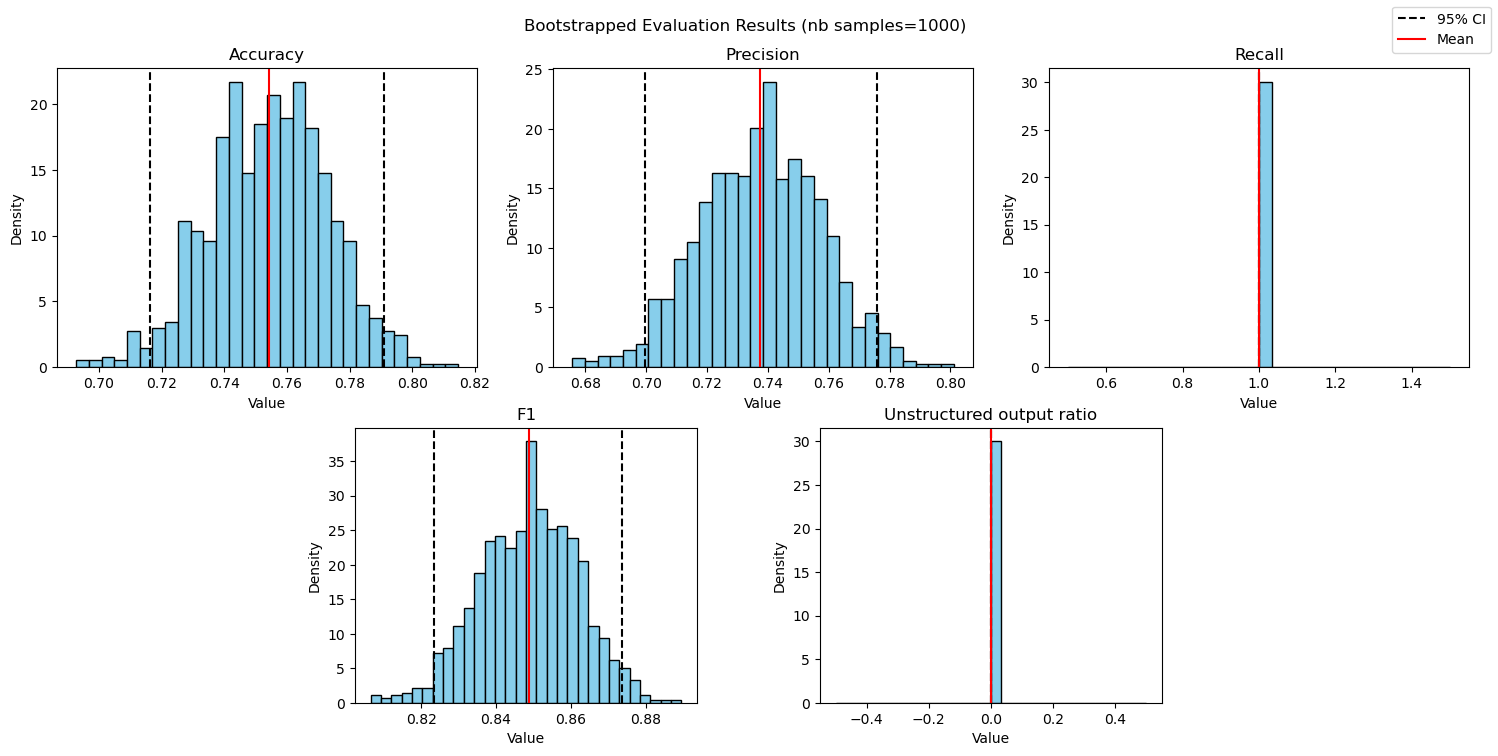 Bootstrapped Evaluation Results (nb samples=1000)
95% CI
Mean
Accuracy
Density
20
15
10
5
0
0.70 0.72 0.74 0.76 0.78 0.80 0.82
Value
Precision
Density
25
20
15
10
5
0
0.68 0.70 0.72 0.74 0.76 0.78 0.80
Value
Recall
Density
30
25
20
15
10
5
0
0.6 0.8 1.0 1.2 1.4
Value
F1
Density
35
30
25
20
15
10
5
0
0.82 0.84 0.86 0.88
Value
Unstructured output ratio
Density
30
25
20
15
10
5
0
−0.4 −0.2 0.0 0.2 0.4
Value